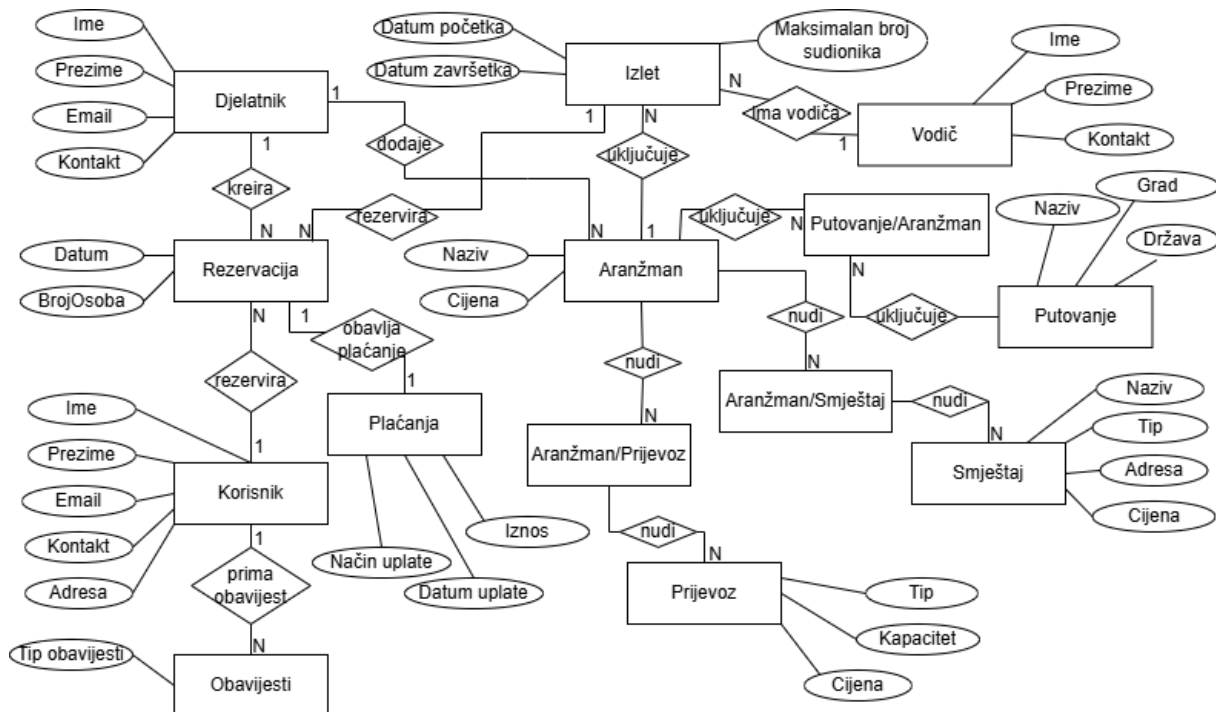 Ime
Prezime
Email
Kontakt
Djelatnik
1
dodaje
1
kreira
N
Datum
BrojOsoba
Rezervacija
N
rezervira
N
1
obavlja
plaćanje
1
N
rezervira
1
Plaćanja
Način uplate
Datum uplate
Iznos
Ime
Prezime
Email
Kontakt
Adresa
Korisnik
1
prima
obavijest
N
Tip obavijesti
Obavijesti
Datum početka
Datum završetka
Maksimalan broj
sudionika
Izlet
1
N
N
uključuje
1
Ima vodiča
1
Ime
Prezime
Kontakt
Vodič
Naziv
Cijena
N
Aranžman
uključuje
N
Putovanje/Aranžman
N
uključuje
Naziv
Grad
Država
Putovanje
nudi
N
Aranžman/Smještaj
nudi
N
Naziv
Tip
Adresa
Cijena
Smještaj
nudi
N
Aranžman/Prijevoz
nudi
N
Prijevoz
Tip
Kapacitet
Cijena